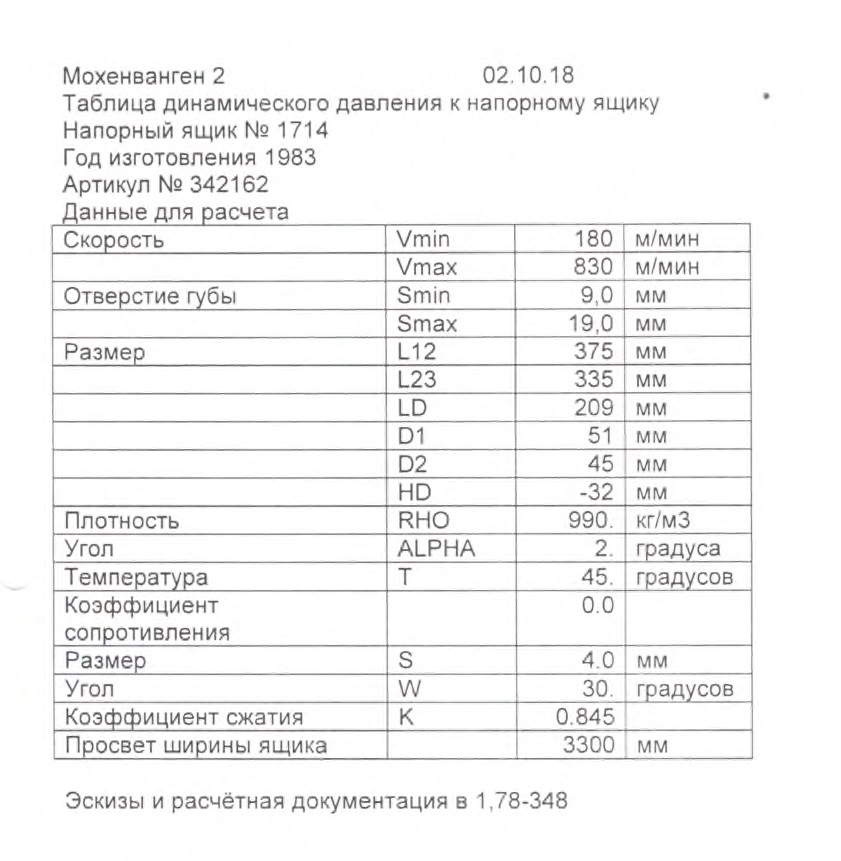 Мохенванген 2 02.10.18
Таблица динамического давления к напорному ящику
Напорный ящик № 1714
Год изготовления 1983
Артикул № 342162
Данные для расчета
Скорость Vmin 180 м/мин
Vmax 830 м/мин
Отверстие губы Smin 9,0 мм
Smax 19,0 мм
Размер L12 375 мм
L23 335 мм
LD 209 мм
D1 51 мм
D2 45 мм
HD -32 мм
Плотность RHO 990. кг/м3
Угол ALPHA 2. градуса
Температура T 45. градусов
Коэффициент 0.0
сопротивления
Размер S 4.0 мм
Угол W 30. градусов
Коэффициент сжатия K 0.845
Просвет ширины ящика 3300 мм
Эскизы и расчётная документация в 1,78-348